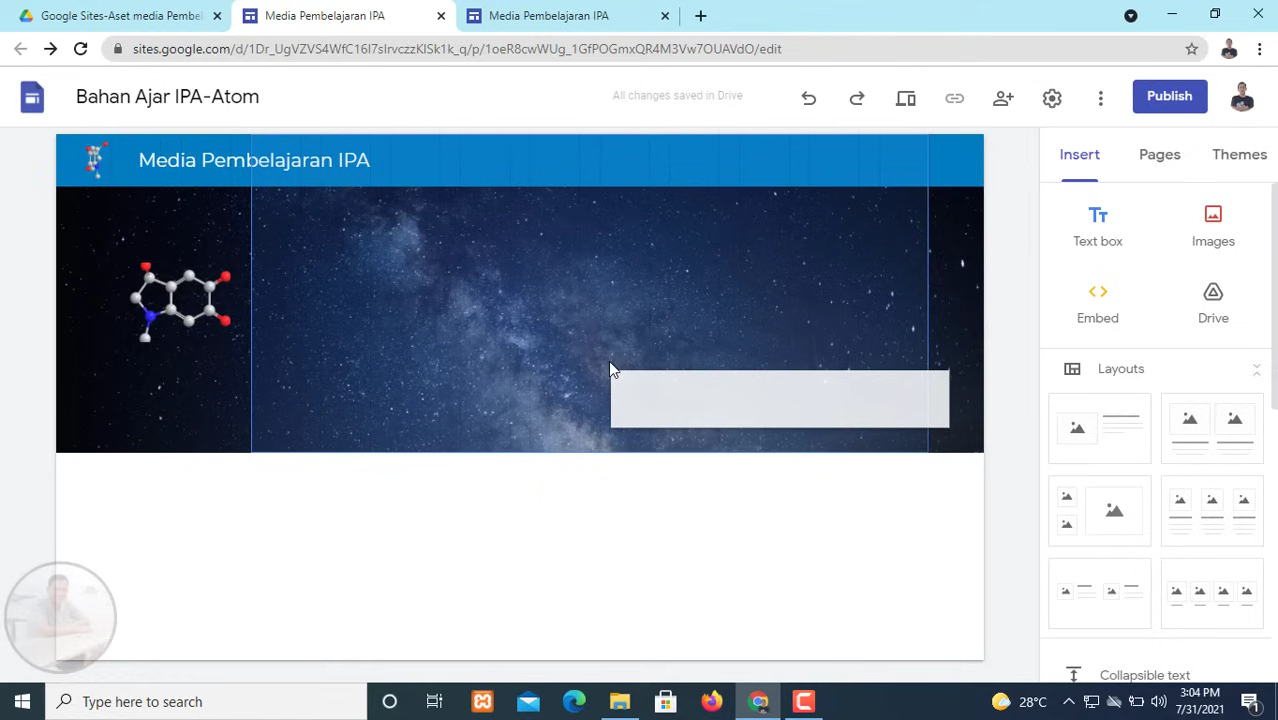 Google Sites-Aset media Pembel
Media Pembelajaran IPA
Media Pembelajaran IPA
sites.google.com/d/1Dr_UgVZVS4WfC16I7slrvczzKlSk1k_q/p/1oeR8cwWUg_1GfPOGmxQR4M3Vw7OUAVdO/edit
Bahan Ajar IPA-Atom
All changes saved in Drive
Publish
Media Pembelajaran IPA
Insert
Pages
Themes
Text box
Images
Embed
Drive
Layouts
Collapsible text
Type here to search
28°C
3:04 PM
7/31/2021